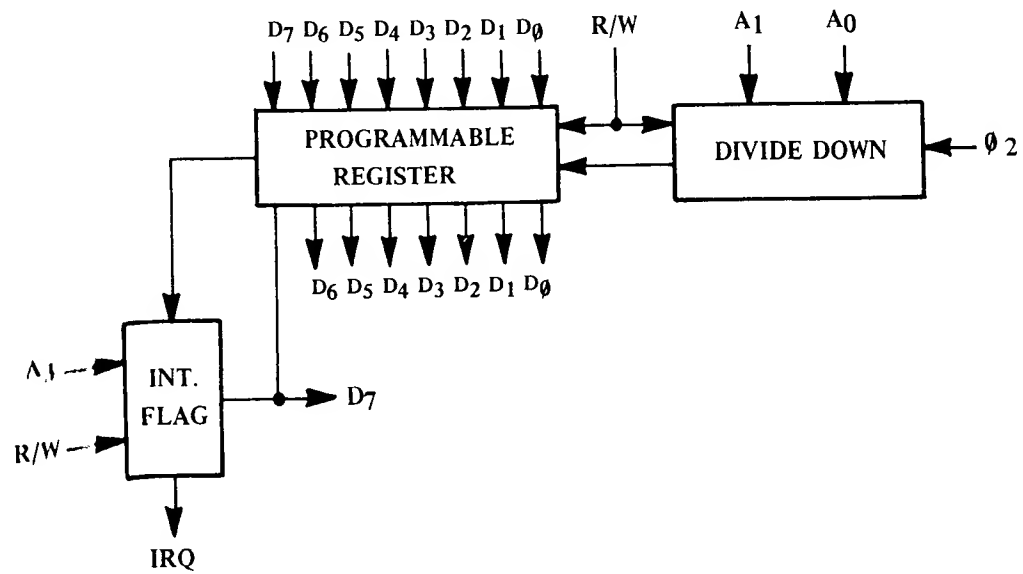 D7 D6 D5 D4 D3 D2 D1 DØ
R/W
A1
A0
PROGRAMMABLE
REGISTER
DIVIDE DOWN
Ø 2
D6 D5 D4 D3 D2 D1 DØ
INT.
FLAG
R/W
D7
IRQ